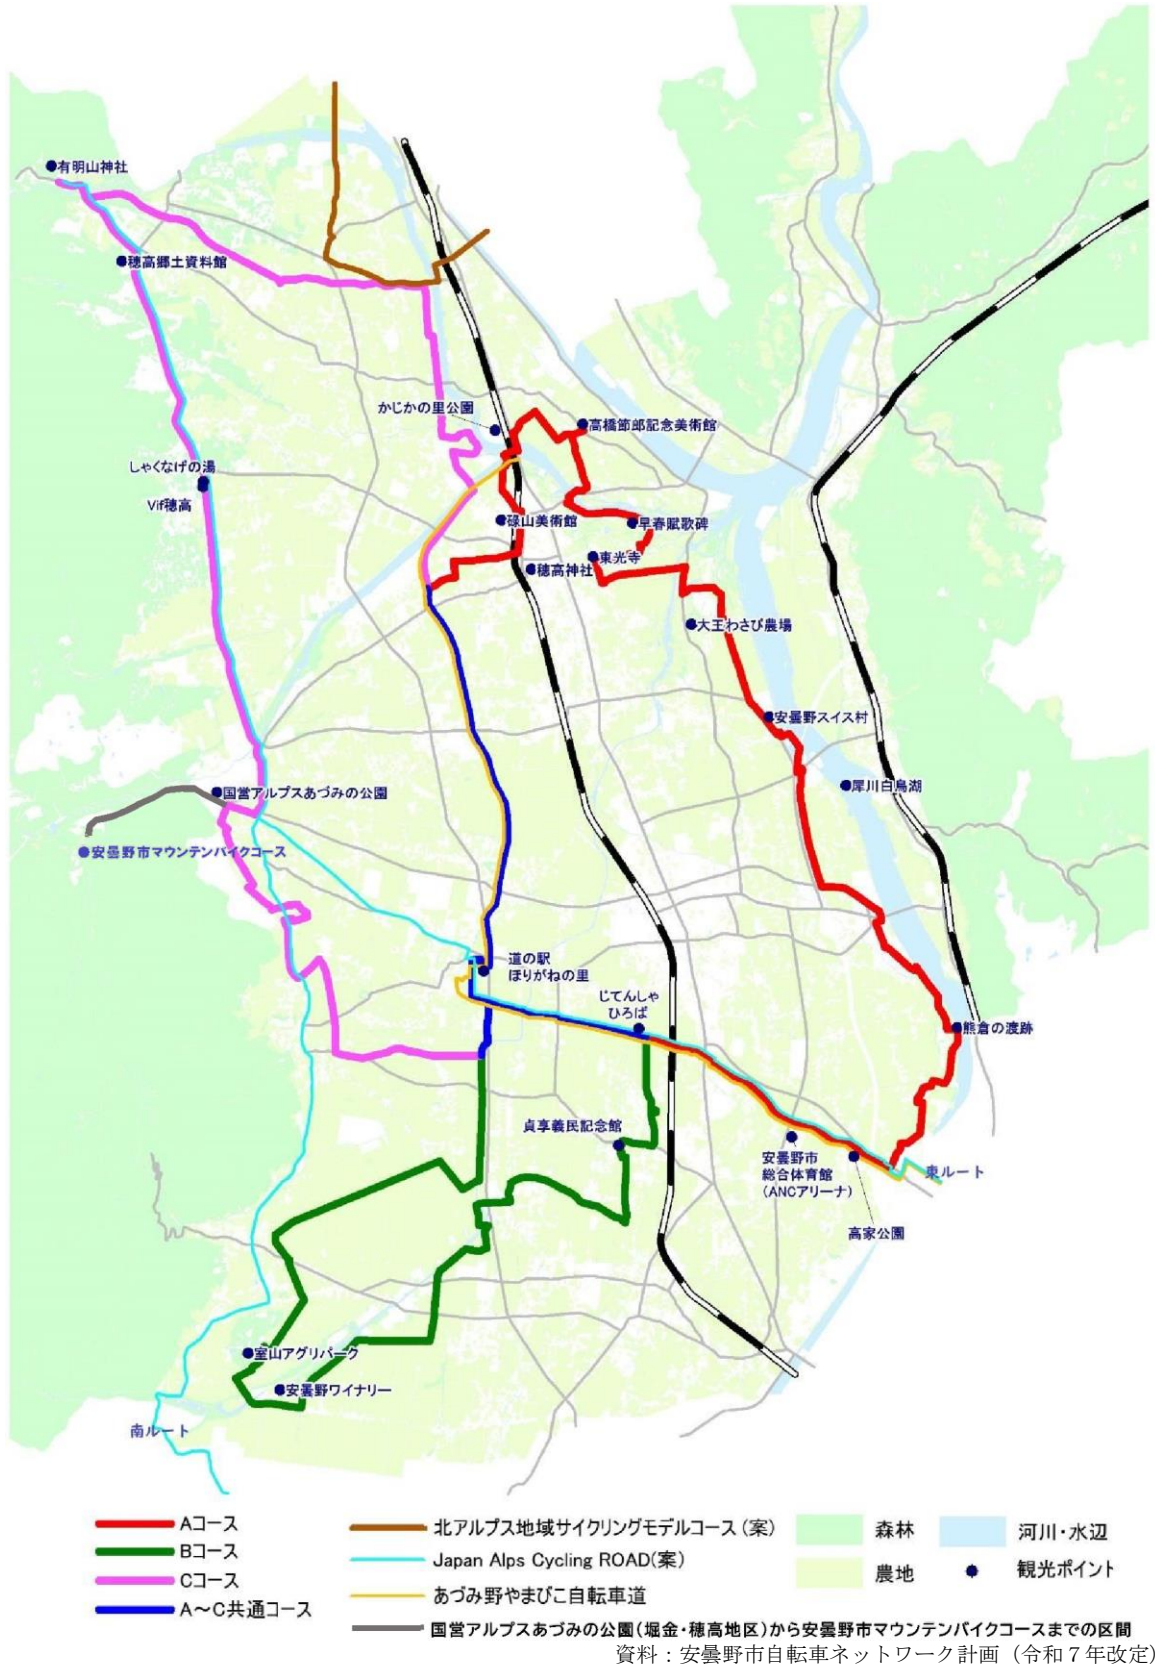 有明山神社
穂高郷土資料館
かじかの里公園
高橋節郎記念美術館
しゃくなげの湯
Vif穂高
碌山美術館
早春賦歌碑
東光寺
穂高神社
大王わさび農場
安曇野スイス村
国営アルプスあづみの公園
犀川白鳥湖
安曇野市マウンテンバイクコース
道の駅
ほりがねの里
じてんしゃ
ひろば
熊倉の渡跡
貞享義民記念館
安曇野市
総合体育館
(ANCアリーナ)
東ルート
高家公園
室山アグリパーク
安曇野ワイナリー
南ルート
Aコース
Bコース
Cコース
A～C共通コース
北アルプス地域サイクリングモデルコース(案)
Japan Alps Cycling ROAD(案)
あづみ野やまびこ自転車道
国営アルプスあづみの公園(堀金・穂高地区)から安曇野市マウンテンバイクコースまでの区間
森林
農地
河川・水辺
観光ポイント
資料：安曇野市自転車ネットワーク計画（令和７年改定）